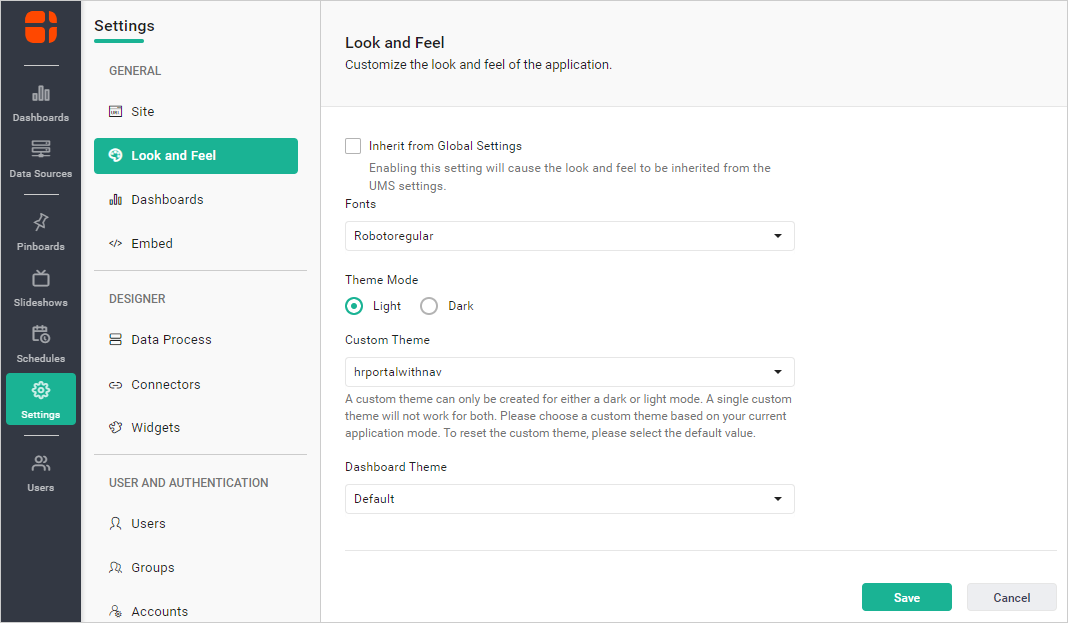 Dashboards
Data Sources
Pinboards
Slideshows
Schedules
Settings
Users
Settings
GENERAL
Site
Look and Feel
Dashboards
Embed
DESIGNER
Data Process
Connectors
Widgets
USER AND AUTHENTICATION
Users
Groups
Accounts
Look and Feel
Customize the look and feel of the application.
Inherit from Global Settings
Enabling this setting will cause the look and feel to be inherited from the
UMS settings.
Fonts
Robotoregular
Theme Mode
Light Dark
Custom Theme
hrportalwithnav
A custom theme can only be created for either a dark or light mode. A single custom
theme will not work for both. Please choose a custom theme based on your current
application mode. To reset the custom theme, please select the default value.
Dashboard Theme
Default
Save Cancel